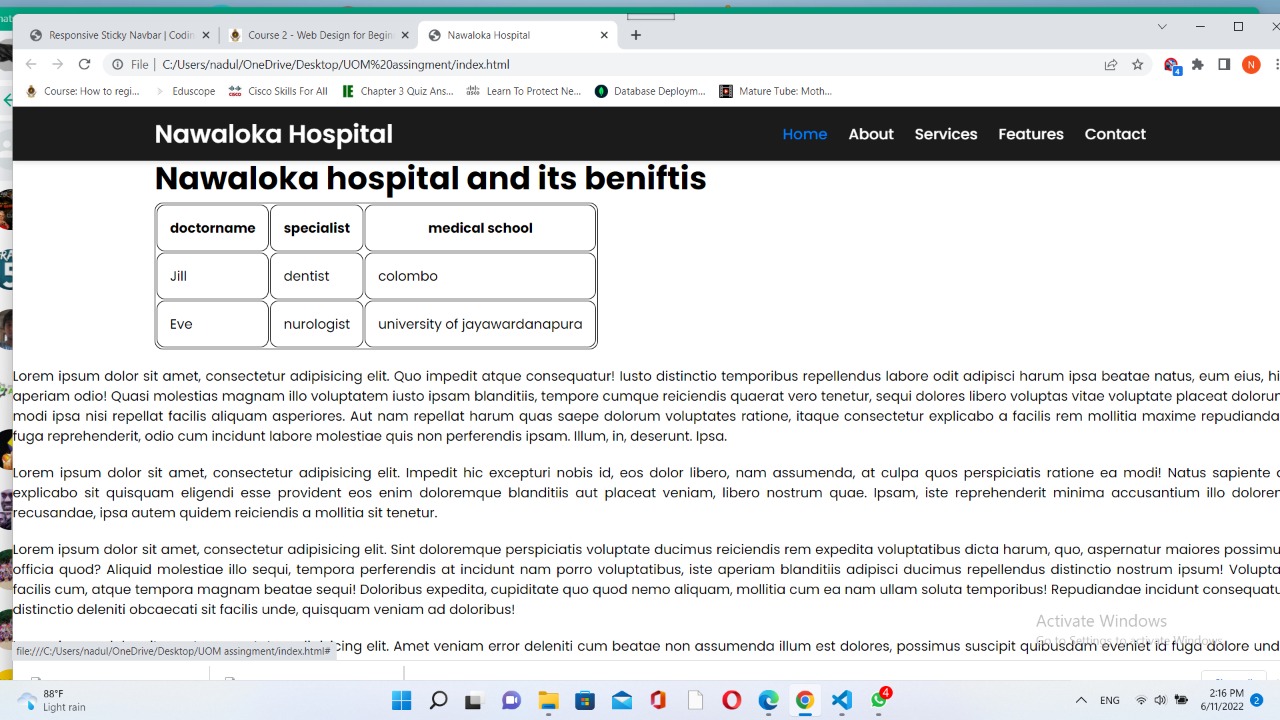 Responsive Sticky Navbar | Codin
Course 2 - Web Design for Begin
Nawaloka Hospital
File | C:/Users/nadul/OneDrive/Desktop/UOM%20assingment/index.html
4
N
Course: How to regi...
Eduscope
Cisco Skills For All
Chapter 3 Quiz Ans...
Learn To Protect Ne...
Database Deploym...
Mature Tube: Moth...
Nawaloka Hospital
Home About Services Features Contact
Nawaloka hospital and its beniftis
doctorname specialist medical school
Jill dentist colombo
Eve nurologist university of jayawardanapura
Lorem ipsum dolor sit amet, consectetur adipisicing elit. Quo impedit atque consequatur! Iusto distinctio temporibus repellendus labore odit adipisci harum ipsa beatae natus, eum eius, hi
aperiam odio! Quasi molestias magnam illo voluptatem iusto ipsam blanditiis, tempore cumque reiciendis quaerat vero tenetur, sequi dolores libero voluptas vitae voluptate placeat dolorum
modi ipsa nisi repellat facilis aliquam asperiores. Aut nam repellat harum quas saepe dolorum voluptates ratione, itaque consectetur explicabo a facilis rem mollitia maxime repudianda
fuga reprehenderit, odio cum incidunt labore molestiae quis non perferendis ipsam. Illum, in, deserunt. Ipsa.
Lorem ipsum dolor sit amet, consectetur adipisicing elit. Impedit hic excepturi nobis id, eos dolor libero, nam assumenda, at culpa quos perspiciatis ratione ea modi! Natus sapiente
explicabo sit quisquam eligendi esse provident eos enim doloremque blanditiis aut placeat veniam, libero nostrum quae. Ipsam, iste reprehenderit minima accusantium illo dolorem
recusandae, ipsa autem quidem reiciendis a mollitia sit tenetur.
Lorem ipsum dolor sit amet, consectetur adipisicing elit. Sint doloremque perspiciatis voluptate ducimus reiciendis rem expedita voluptatibus dicta harum, quo, aspernatur maiores possimu
officia quod? Aliquid molestiae illo sequi, tempora perferendis at incidunt nam porro voluptatibus, iste aperiam blanditiis adipisci ducimus repellendus distinctio nostrum ipsum! Volupta
facilis cum, atque tempora magnam beatae sequi! Doloribus expedita, cupiditate quo quod nemo aliquam, mollitia cum ea nam ullam soluta temporibus! Repudiandae incidunt consequatu
distinctio deleniti obcaecati sit facilis unde, quisquam veniam ad doloribus!
cing elit. Amet veniam error deleniti cum beatae non assumenda illum est dolores, possimus suscipit quibusdam eveniet id fuga dolore und
Activate Windows
Go to Settings to activate Windows.
file:///C:/Users/nadul/OneDrive/Desktop/UOM assingment/index.html#
88°F
Light rain
4
ENG
2:16 PM
6/11/2022
2